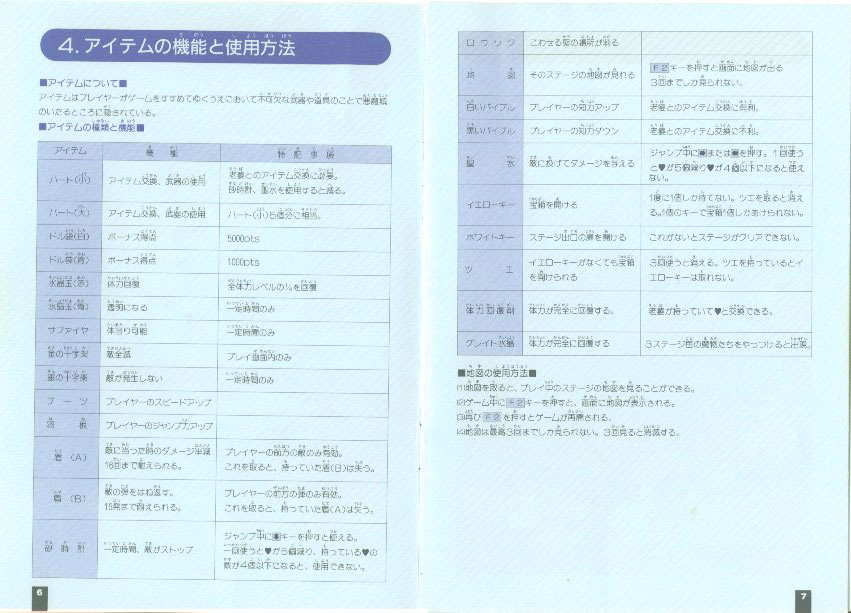 4.アイテムの機能と使用方法
■アイテムについて■
アイテムはプレイヤーがゲームをすすめてゆくうえにおいて不可欠な武器や道具のことで悪魔城
のいたるところに隠されている。
■アイテムの種類と機能■
アイテム 機能 特記事項
ハート(小) アイテム交換、武器の使用 老婆とのアイテム交換に必要。
砂時計、聖水を使用すると減る。
ハート(大) アイテム交換、武器の使用 ハート(小)5個分に相当。
ドル袋(白) ボーナス得点 5000pts
ドル袋(青) ボーナス得点 1000pts
水晶玉(赤) 体力回復 全体力レベルの を回復
水晶玉(青) 透明になる 一定時間のみ
サファイヤ 体当り可能 一定時間のみ
金の十字架 敵全滅 プレイ画面内のみ
銀の十字架 敵が発生しない 一定時間のみ
ブーツ プレイヤーのスピードアップ
羽根 プレイヤーのジャンプ力アップ
盾(A) 敵に当った時のダメージ半減 プレイヤーの前方の敵のみ有効。
16回まで耐えられる。 これを取ると、持っていた盾(B)は失う。
盾(B) 敵の弾をはね返す。 プレイヤーの前方の弾のみ有効。
16発まで耐えられる。 これを取ると、持っていた盾(A)は失う。
砂時計 一定時間、敵がストップ ジャンプ中に■キーを押すと使える。
一回使うと♥が5個減り、持っている♥の
数が4個以下になると、使用できない。
6
ロウソク こわせる壁の場所が判る
地図 そのステージの地図が見れる F2キーを押すと画面に地図が出る
3回までしか見られない。
白いバイブル プレイヤーの知力アップ 老婆とのアイテム交換に有利。
黒いバイブル プレイヤーの知力ダウン 老婆とのアイテム交換に不利。
聖水 敵に投げてダメージを与える ジャンプ中に■または■を押す。1回使う
と♥が5個減り♥が4個以下になると使え
ない。
イエローキー 宝箱を開ける 1度に1個しか持てない。ツエを取ると消え
る。1個のキーで宝箱1個しかあけられない。
ホワイトキー ステージ出口の扉を開ける これがないとステージがクリアできない。
ツエ イエローキーがなくても宝箱 3回使うと消える。ツエを持っているとイ
を開けられる エローキーは取れない。
体力回復剤 体力が完全に回復する。 老婆が持っていて♥と交換できる。
グレイト水晶 体力が完全に回復する 3ステージ毎の魔物たちをやっつけると出現。
■地図の使用方法■
(1)地図を取ると、プレイ中のステージの地図を見ることができる。
(2)ゲーム中にF2キーを押すと、画面に地図が表示される。
(3)再びF2を押すとゲームが再開される。
(4)地図は最高3回までしか見られない。3回見ると消滅する。
7